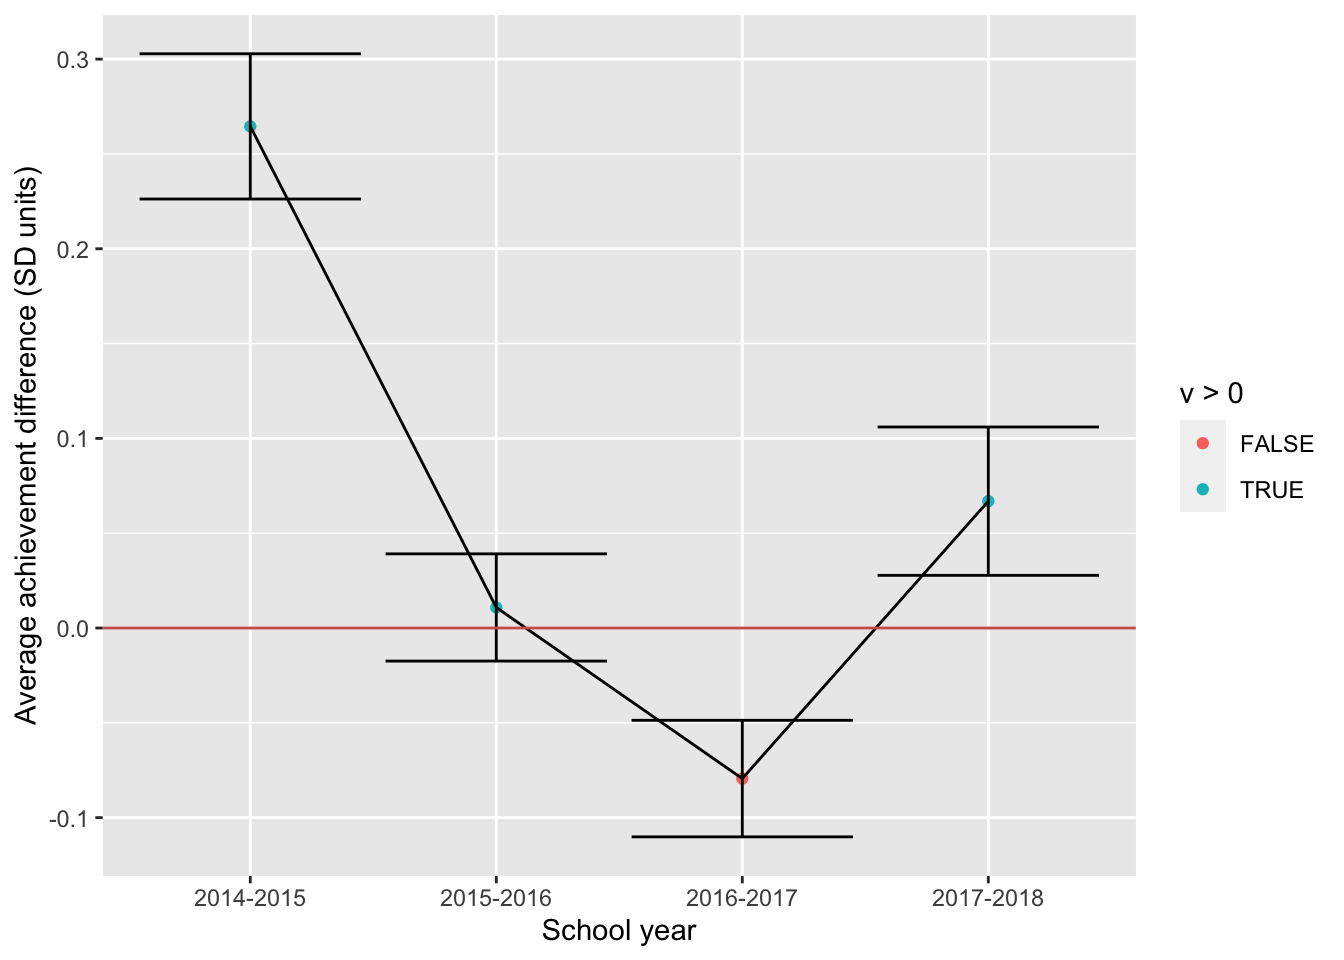 Average achievement difference (SD units)
0.3
0.2
0.1
0.0
-0.1
2014-2015
2015-2016
2016-2017
2017-2018
School year
v > 0
FALSE
TRUE